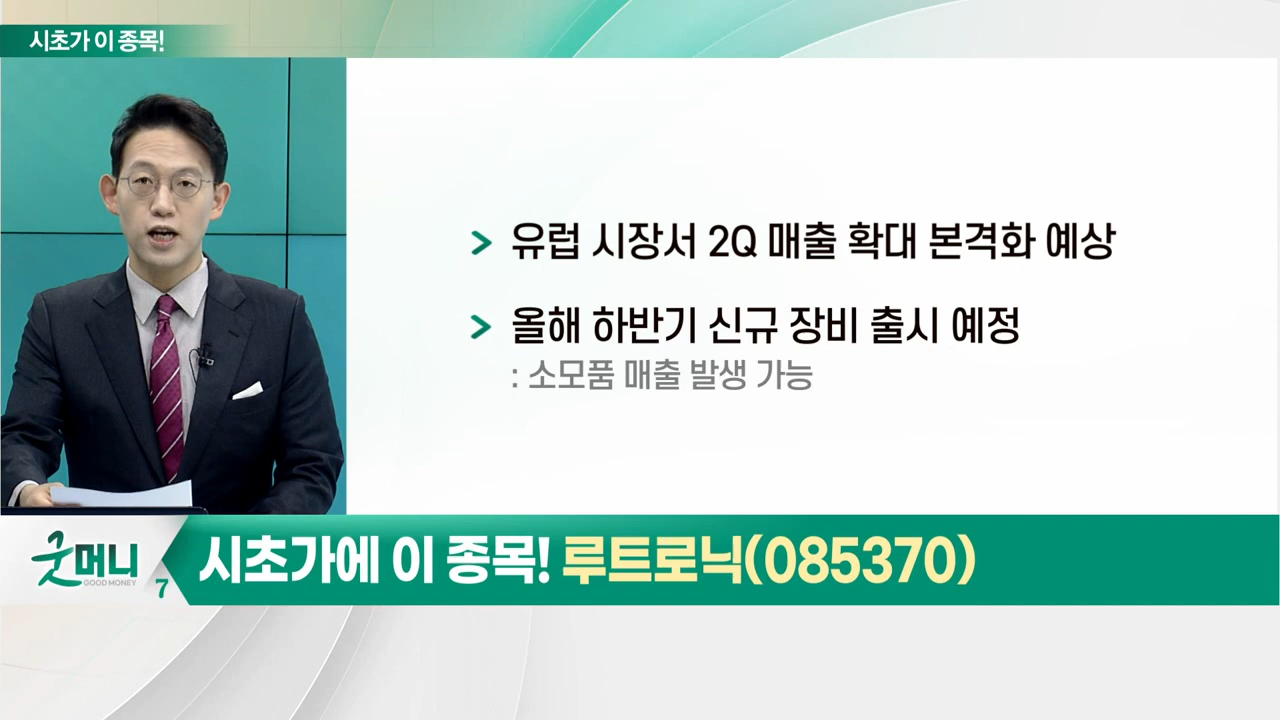 시초가 이 종목!
> 유럽 시장서 2Q 매출 확대 본격화 예상
> 올해 하반기 신규 장비 출시 예정
: 소모품 매출 발생 가능
굿머니
GOOD MONEY
7
시초가에 이 종목! 루트로닉(085370)